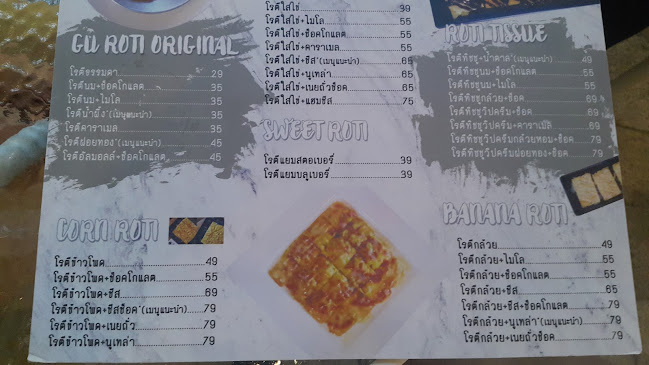 GU ROTI ORIGINAL
โรตีธรรมดา 29
โรตีนม+ช็อคโกแลต 35
โรตีนม+ไมโล 35
โรตีน้ำผึ้ง*(เมนูแนะนำ) 35
โรตีคาราเมล 35
โรตีฝอยทอง*(เมนูแนะนำ) 45
โรตีอัลมอลล์+ช็อคโกแลต 45
CORN ROTI
โรตีข้าวโพด 49
โรตีข้าวโพด+ช็อคโกแลต 55
โรตีข้าวโพด+ชีส 69
โรตีข้าวโพด+ชีสช็อค*(เมนูแนะนำ) 79
โรตีข้าวโพด+เนยถั่ว 79
โรตีข้าวโพด+นูเทล่า 79
โรตีใส่ไข่ 39
โรตีใส่ไข่+ไมโล 55
โรตีใส่ไข่+ช็อคโกแลต 55
โรตีใส่ไข่+คาราเมล 55
โรตีใส่ไข่+ชีส*(เมนูแนะนำ) 65
โรตีใส่ไข่+นูเทล่า 65
โรตีใส่ไข่+เนยถั่วช็อค 65
โรตีใส่ไข่+แฮมชีส 75
SWEET ROTI
โรตีแยมสตอเบอรี่ 39
โรตีแยมบลูเบอรี่ 39
ROTI TISSUE
โรตีทิชชู+น้ำตาล*(เมนูแนะนำ) 49
โรตีทิชชูนม+ช็อคโกแลต 55
โรตีทิชชูนม+ไมโล 55
โรตีทิชชูกล้วย+ช็อค 69
โรตีทิชชูวิปครีม+ช็อค 69
โรตีทิชชูวิปครีม+คาราเมล 69
โรตีทิชชูวิปครีมกล้วยหอม+ช็อค 79
โรตีทิชชูวิปครีมฝอยทอง+ช็อค 79
BANANA ROTI
โรตีกล้วย 49
โรตีกล้วย+ไมโล 55
โรตีกล้วย+ช็อคโกแลต 55
โรตีกล้วย+ชีส 69
โรตีกล้วย+ชีส+ช็อคโกแลต 79
โรตีกล้วย+นูเทล่า*(เมนูแนะนำ) 79
โรตีกล้วย+เนยถั่วช็อค 79